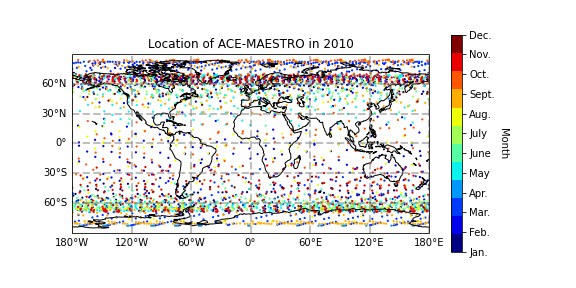 Location of ACE-MAESTRO in 2010
60°N
30°N
0°
30°S
60°S
180°W 120°W 60°W 0° 60°E 120°E 180°E
Dec.
Nov.
Oct.
Sept.
Aug.
July
June
May
Apr.
Mar.
Feb.
Jan.
Month